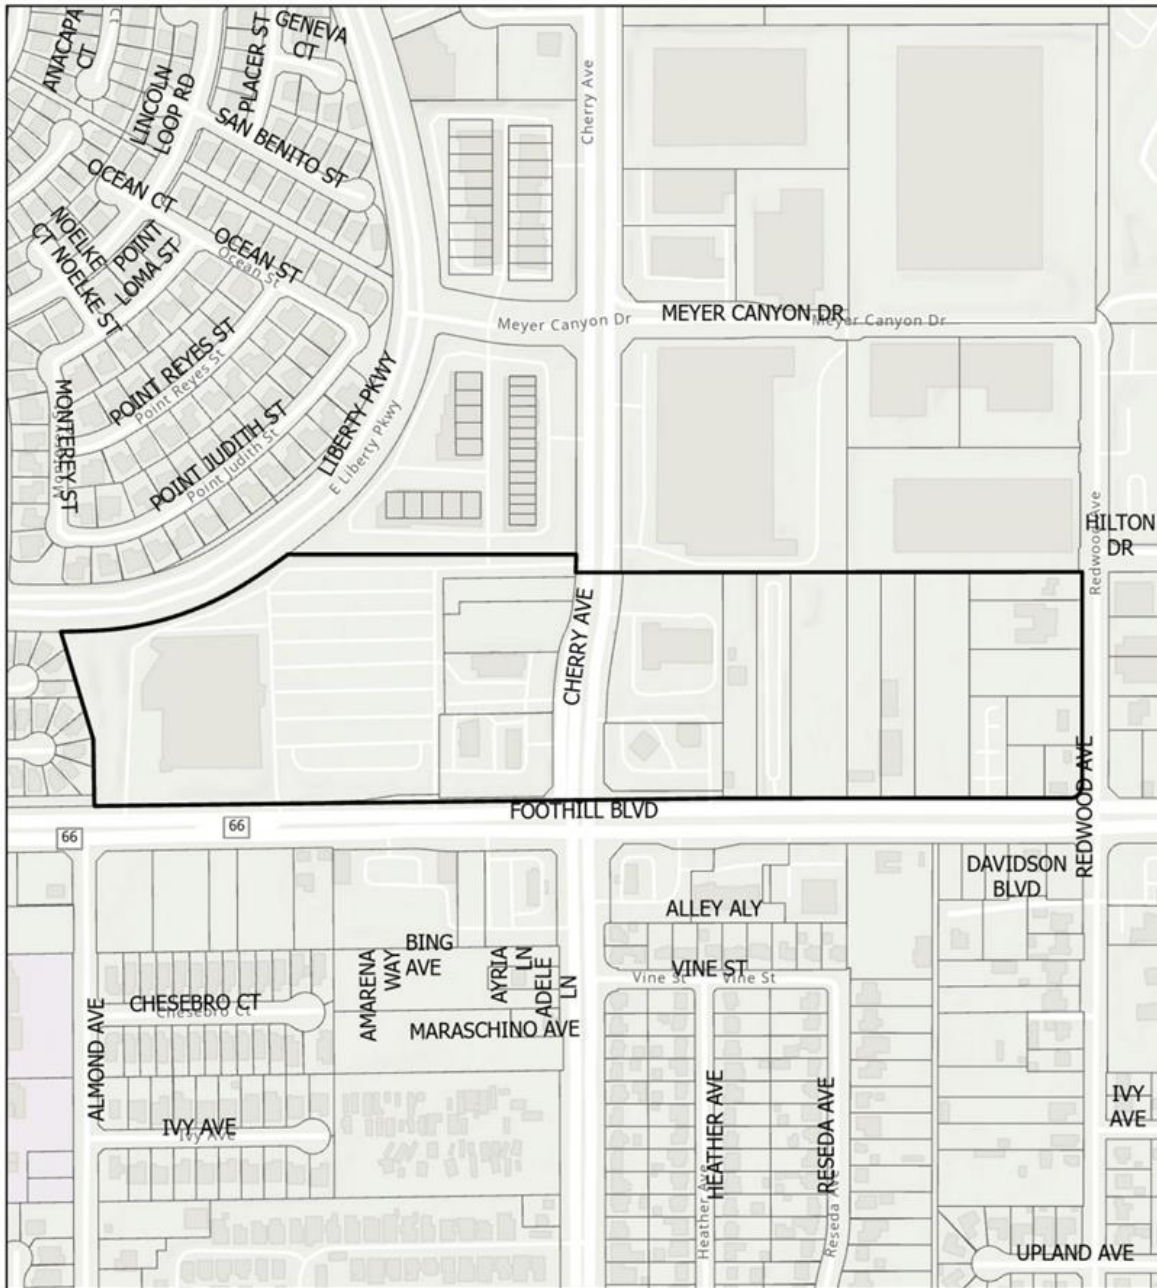 ANACAPA
CT
GENEVA
CT
PLACER ST
LINCOLN
LOOP RD
SAN BENITO ST
Cherry Ave
OCEAN CT
NOELKE
CT
NOELKE ST
POINT
LOMA ST
OCEAN ST
Ocean St
MEYER CANYON DR
Meyer Canyon Dr
Meyer Canyon Dr
POINT REYES ST
Point Reyes St
MONTEREY ST
POINT JUDITH ST
Point Judith St
LIBERTY PKWY
E Liberty Pkwy
HILTON
DR
Redwood Ave
CHERRY AVE
REDWOOD AVE
FOOTHILL BLVD
66
66
DAVIDSON
BLVD
ALLEY ALY
BING
AVE
AMARENA
WAY
AYRIA
LN
ADELE
LN
VINE ST
Vine St
Vine St
CHESEBRO CT
Chesebro Ct
MARASCHINO AVE
ALMOND AVE
IVY AVE
Ivy Ave
HEATHER AVE
Heather Ave
RESEDA AVE
Reseda Ave
IVY
AVE
UPLAND AVE